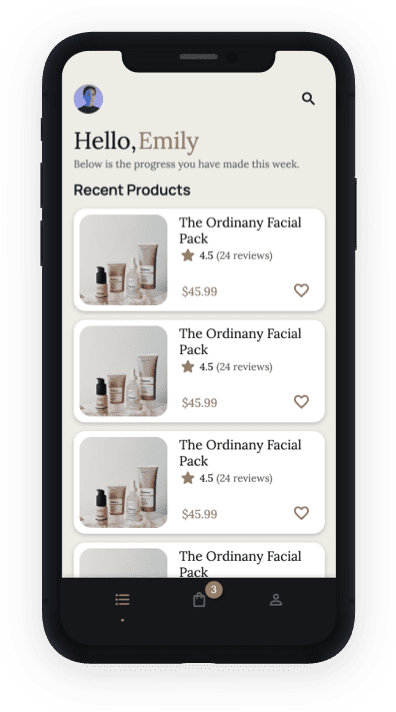 Hello, Emily
Below is the progress you have made this week.
Recent Products
The Ordinany Facial
Pack
4.5 (24 reviews)
$45.99
The Ordinany Facial
Pack
4.5 (24 reviews)
$45.99
The Ordinany Facial
Pack
4.5 (24 reviews)
$45.99
The Ordinany Facial
Pack
3